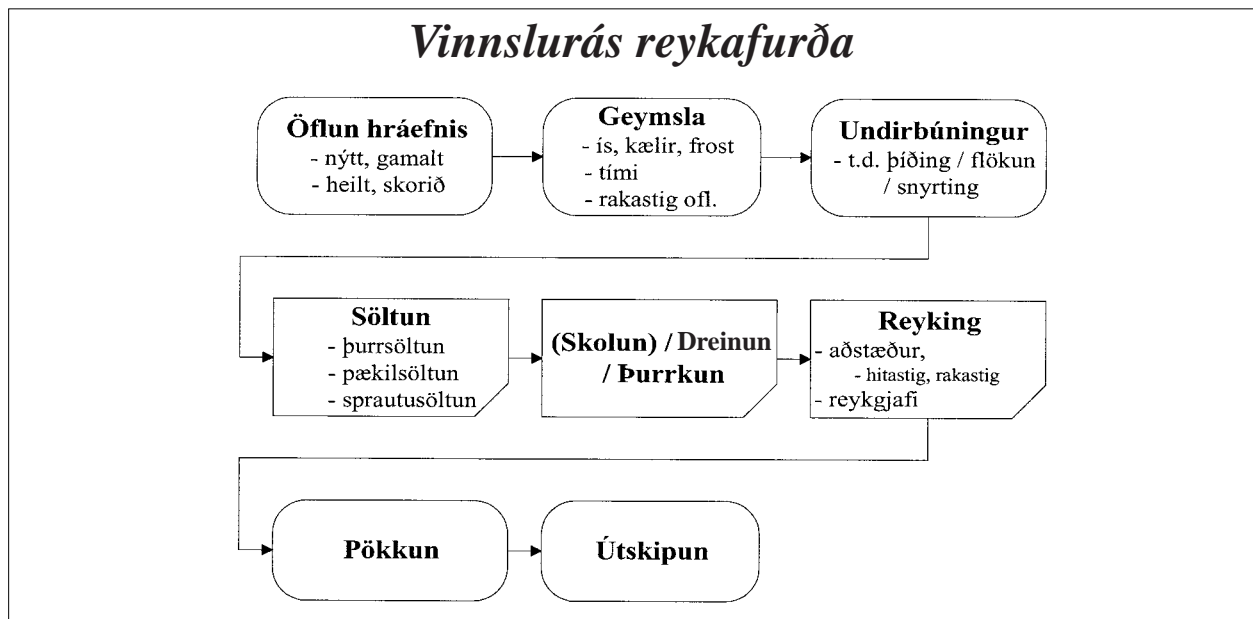 Vinnslurás reykafurða
Öflun hráefnis
- nýtt, gamalt
- heilt, skorið
Geymsla
- ís, kælir, frost
- tími
- rakastig ofl.
Undirbúningur
- t.d. þíðing / flökun
/ snyrting
Söltun
- þurrsöltun
- pækilsöltun
- sprautusöltun
(Skolun) / Dreinun
/ Þurrkun
Reyking
- aðstæður,
- hitastig, rakastig
- reykgjafi
Pökkun
Útskipun